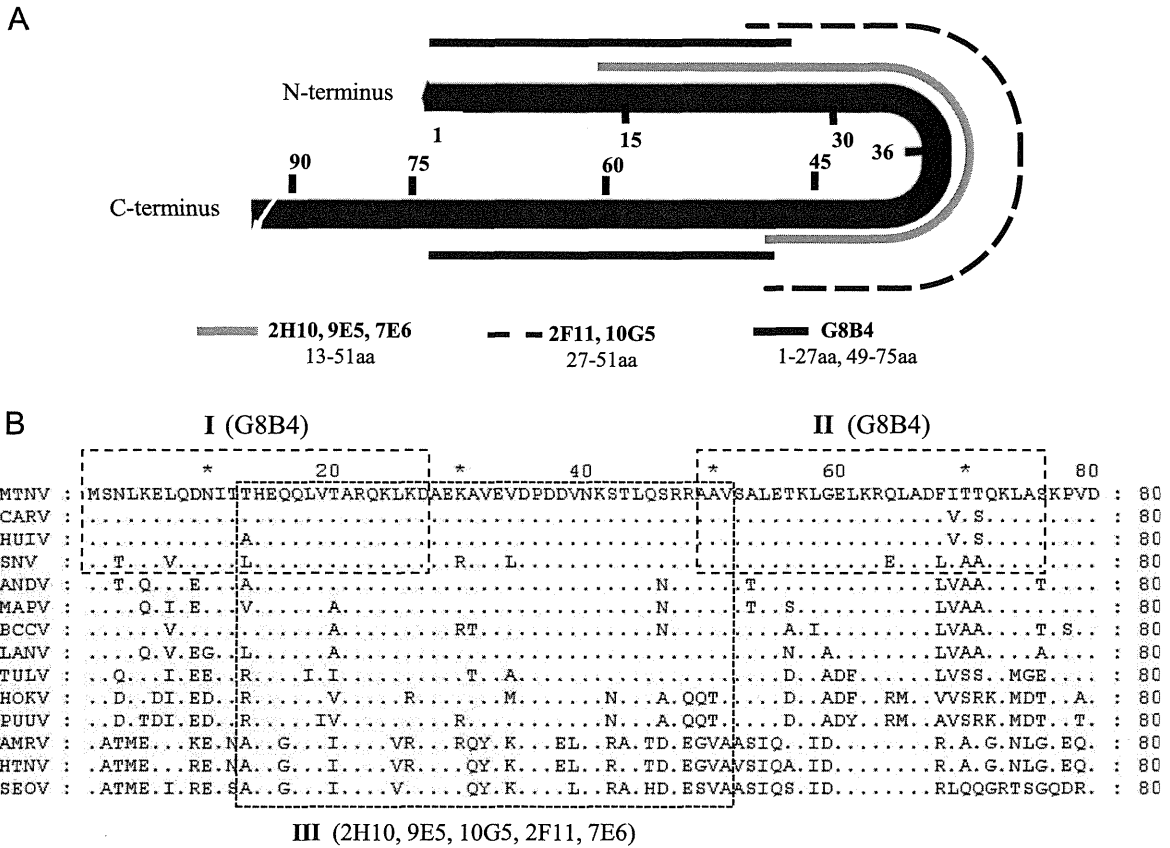 A
N-terminus
1
15
30
36
90
75
60
45
C-terminus
2H10, 9E5, 7E6
13-51aa
2F11, 10G5
27-51aa
G8B4
1-27aa, 49-75aa
B
I (G8B4)
II (G8B4)
* 20 * 40 * 60 * 80
MTNV : MSNLKELQDNITTHEQQLVTARQKLKDAEKAVEVDPDDVNKSTLQSRRAAVSALETKLGELKRQLADFITTQKLASKPVD : 80
CARV : ....................................................................V.S......... : 80
HUIV : ............A.......................................................V.S......... : 80
SNV : ..T...V.....L................R...L.............................E...L.AA......... : 80
ANDV : ..T.Q...E...A................................N......T..............LVAA....T.... : 80
MAPV : ....Q.I.E...V......A.........................N......T..S...........LVAA......... : 80
BCCV : ......V............A.........RT..............N.........A.I.........LVAA....T.S.. : 80
LANV : ....Q.V.EG..L......A...................................N..A........LVAA....A.... : 80
TULV : ..Q...I.EE..R....I.I..........T..A.....................D..ADF......LVSS..MGE.... : 80
HOKV : ..D..DI.ED..R......V.....R.......M.......N...A.QQT.....D..ADF..RM..VVSRK.MDT..A. : 80
PUUV : ..D.TDI.ED..R.....IV.........R...........N...A.QQT.....D..ADY..RM..AVSRK.MDT..T. : 80
AMRV : .ATME...KE.NA..G...I....VR...RQY.K...EL..RA.TD.EGVAASIQ..ID........R.A.G.NLG.EQ. : 80
HTNV : .ATME...RE.NA..G...I....VR....QY.K...EL..RA.TD.EGVAVSIQA.ID........R.A.G.NLG.EQ. : 80
SEOV : .ATME.I.RE.SA..G...I....V.....QY.K....L..RA.HD.ESVAASIQS.ID........RLQQGRTSGQDR. : 80
III (2H10, 9E5, 10G5, 2F11, 7E6)